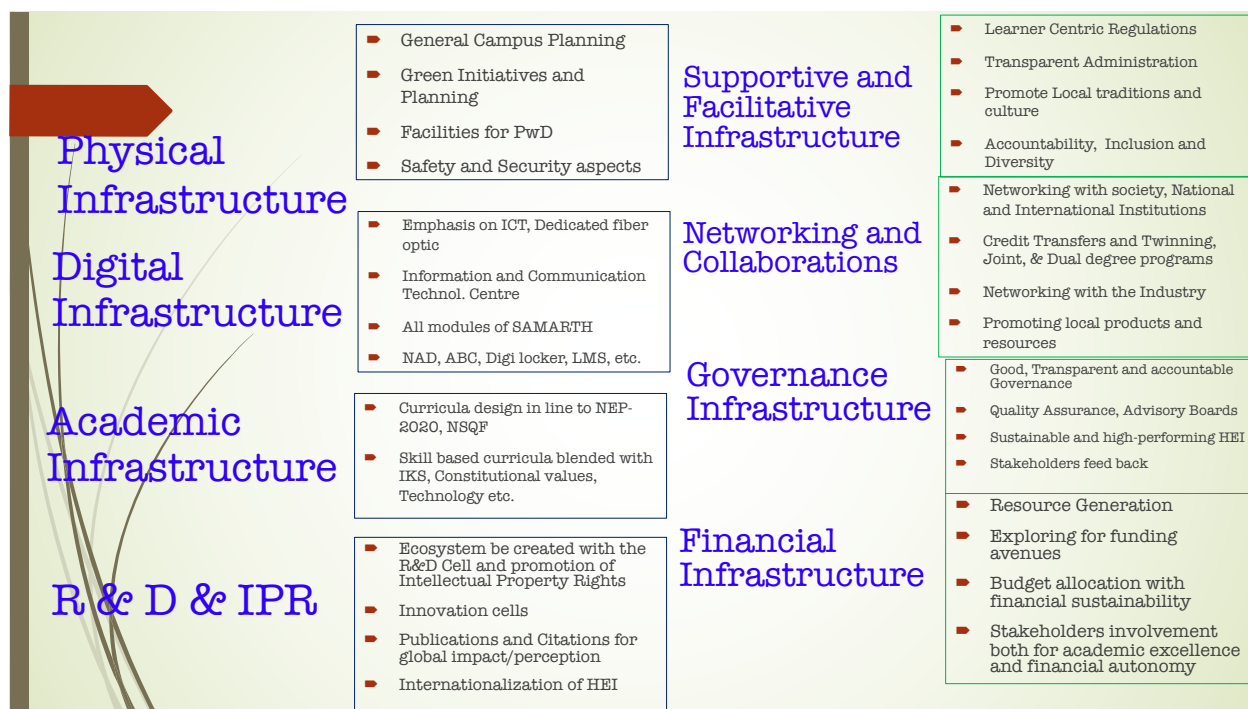 Physical
Infrastructure
General Campus Planning
Green Initiatives and
Planning
Facilities for PwD
Safety and Security aspects
Digital
Infrastructure
Emphasis on ICT, Dedicated fiber
optic
Information and Communication
Technol. Centre
All modules of SAMARTH
NAD, ABC, Digi locker, LMS, etc.
Academic
Infrastructure
Curricula design in line to NEP-
2020, NSQF
Skill based curricula blended with
IKS, Constitutional values,
Technology etc.
R & D & IPR
Ecosystem be created with the
R&D Cell and promotion of
Intellectual Property Rights
Innovation cells
Publications and Citations for
global impact/perception
Internationalization of HEI
Supportive and
Facilitative
Infrastructure
Learner Centric Regulations
Transparent Administration
Promote Local traditions and
culture
Accountability, Inclusion and
Diversity
Networking and
Collaborations
Networking with society, National
and International Institutions
Credit Transfers and Twinning,
Joint, & Dual degree programs
Networking with the Industry
Promoting local products and
resources
Governance
Infrastructure
Good, Transparent and accountable
Governance
Quality Assurance, Advisory Boards
Sustainable and high-performing HEI
Stakeholders feed back
Financial
Infrastructure
Resource Generation
Exploring for funding
avenues
Budget allocation with
financial sustainability
Stakeholders involvement
both for academic excellence
and financial autonomy